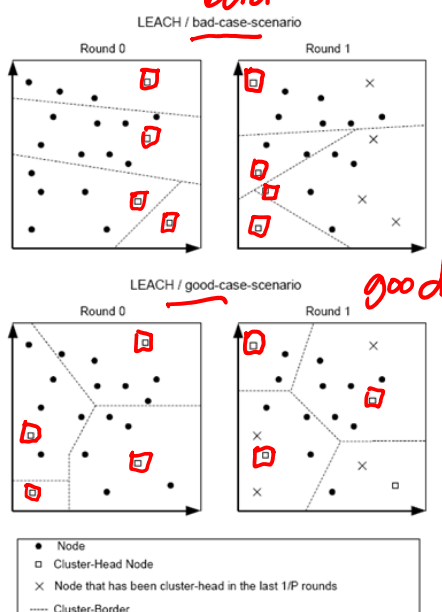 LEACH / bad-case-scenario
Round 0 Round 1
LEACH / good-case-scenario
good
Round 0 Round 1
Node
Cluster-Head Node
Node that has been cluster-head in the last 1/P rounds
Cluster-Border